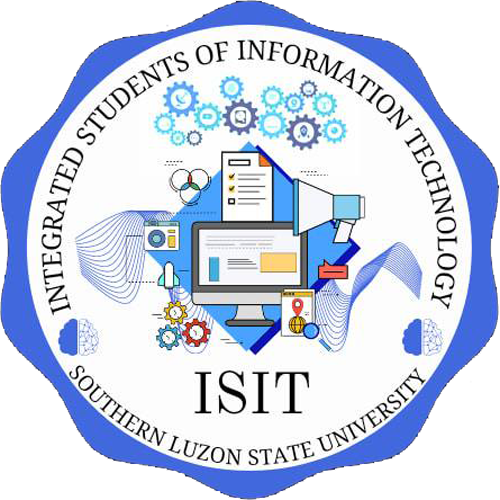 INTEGRATED STUDENTS OF INFORMATION TECHNOLOGY
ISIT
SOUTHERN LUZON STATE UNIVERSITY